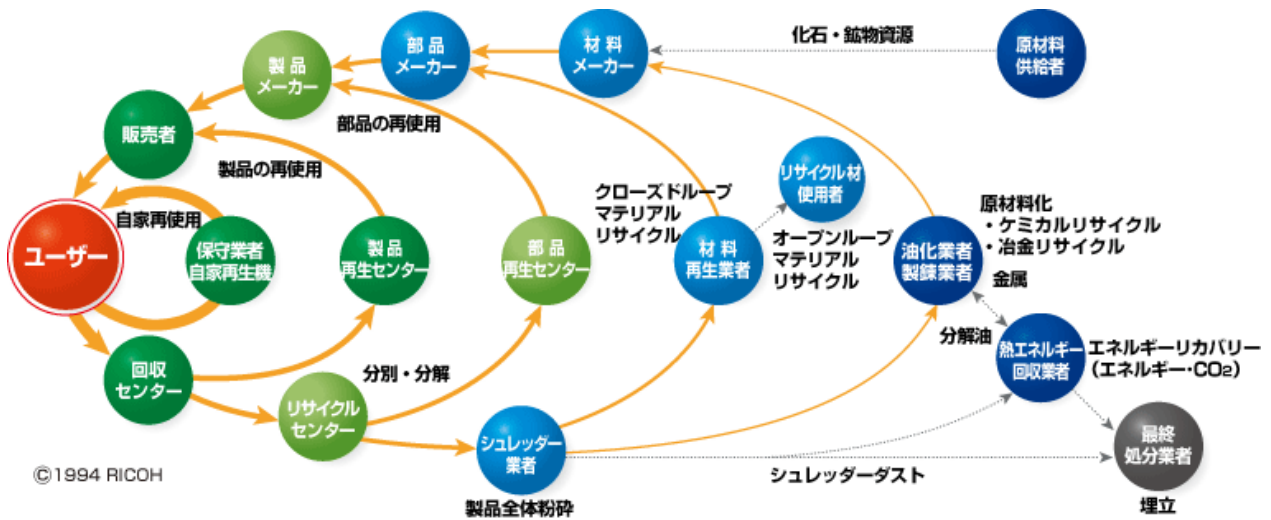 化石・鉱物資源
原材料
供給者
材 料
メーカー
部 品
メーカー
製 品
メーカー
販売者
部品の再使用
製品の再使用
自家再使用
ユーザー
保守業者
自家再生機
製 品
再生センター
部 品
再生センター
クローズドループ
マテリアル
リサイクル
材 料
再生業者
リサイクル材
使用者
オープンループ
マテリアル
リサイクル
油化業者
製錬業者
原材料化
・ケミカルリサイクル
・冶金リサイクル
金属
分解油
熱エネルギー
回収業者
エネルギーリカバリー
(エネルギー・CO2)
回収
センター
分別・分解
リサイクル
センター
シュレッダー
業者
製品全体粉砕
シュレッダーダスト
最終
処分業者
埋立
©1994 RICOH